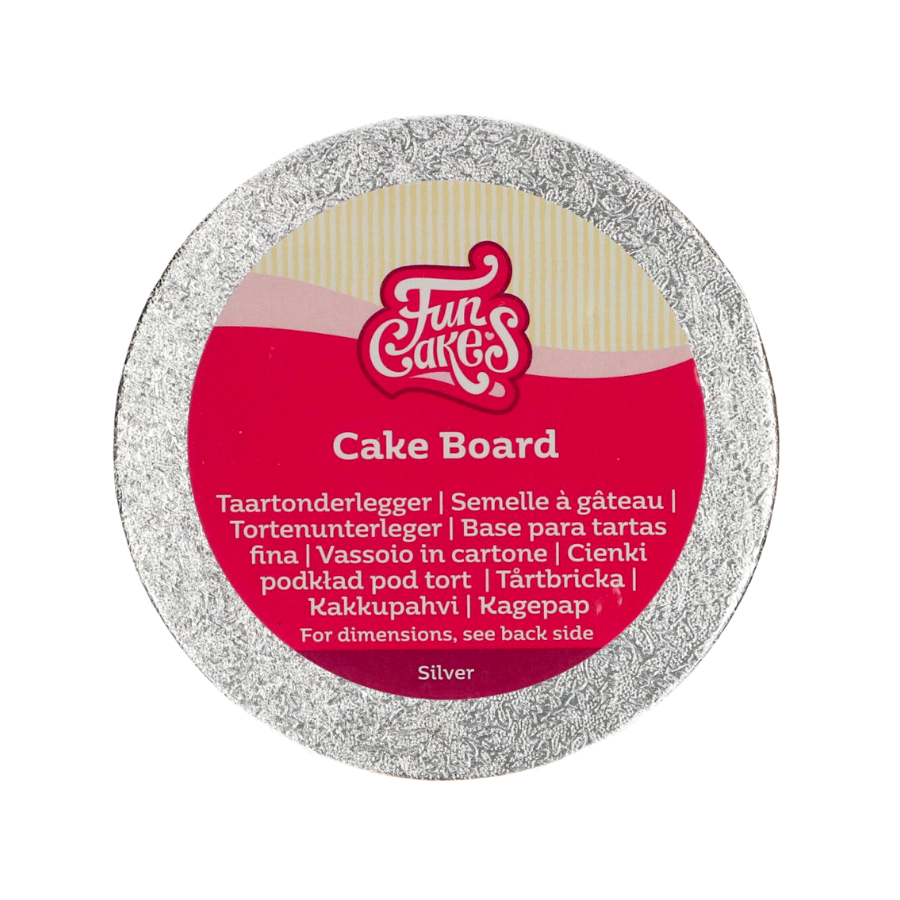 Fun
Cakes
Cake Board
Taartonderlegger | Semelle à gâteau |
Tortenunterleger | Base para tartas
fina | Vassoio in cartone | Cienki
podkład pod tort | Tårtbricka |
Kakkupahvi | Kagepap
For dimensions, see back side
Silver